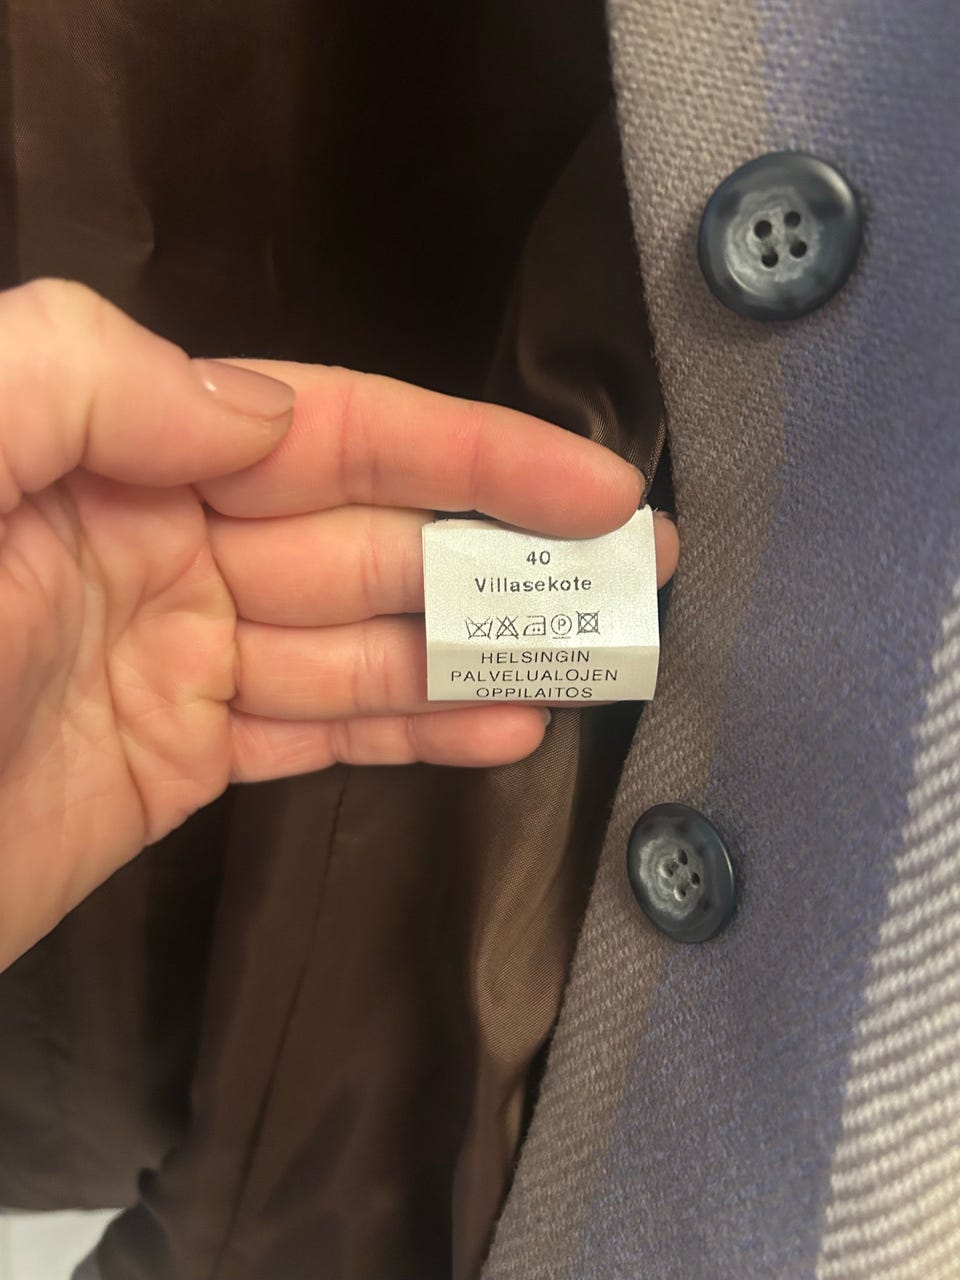 40
Villasekote
P
HELSINGIN
PALVELUALOJEN
OPPILAITOS